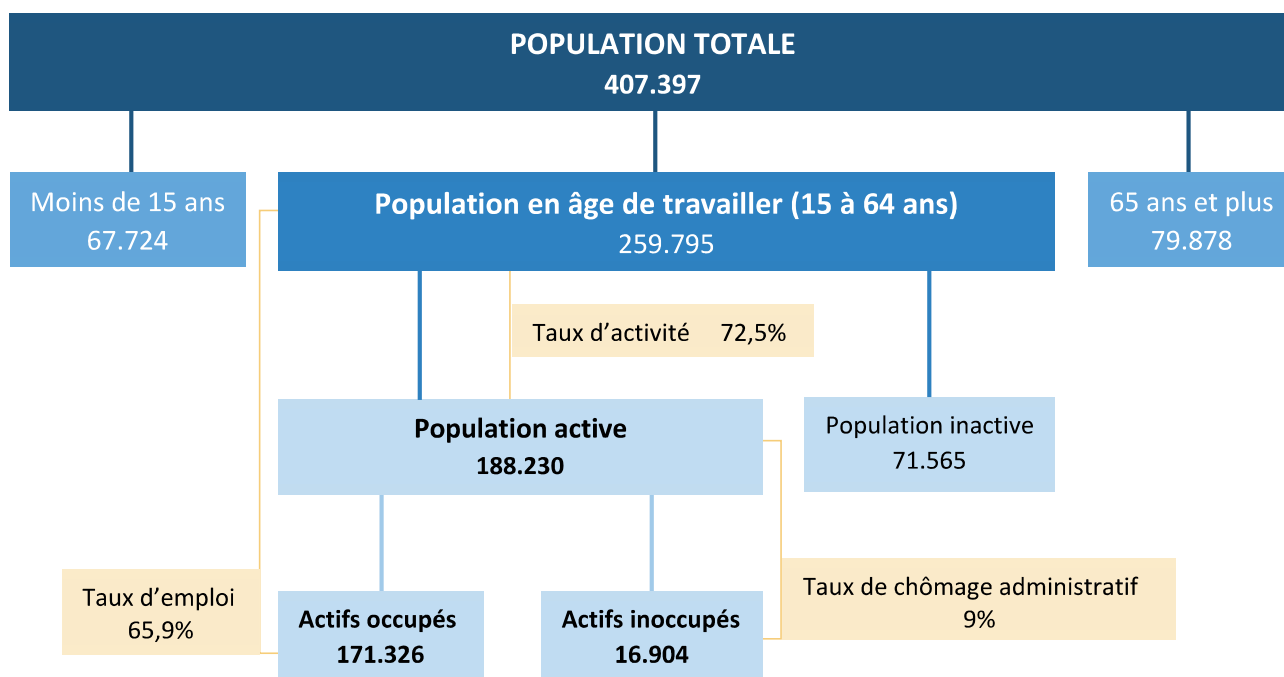 POPULATION TOTALE
407.397
Moins de 15 ans
67.724
Population en âge de travailler (15 à 64 ans)
259.795
65 ans et plus
79.878
Taux d’activité 72,5%
Population active
188.230
Population inactive
71.565
Taux d’emploi
65,9%
Actifs occupés
171.326
Actifs inoccupés
16.904
Taux de chômage administratif
9%